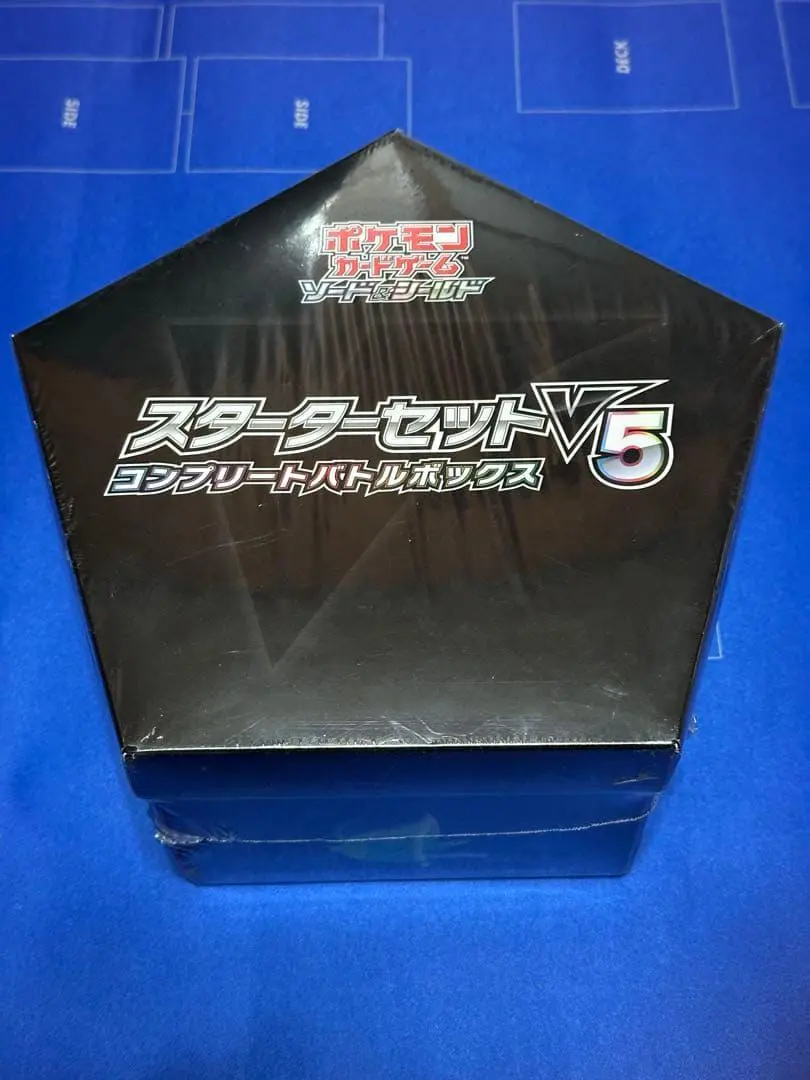 SIDE
SIDE
DECK
ポケモン
カードゲーム
ソード&シールド
スターターセットV5
コンプリートバトルボックス